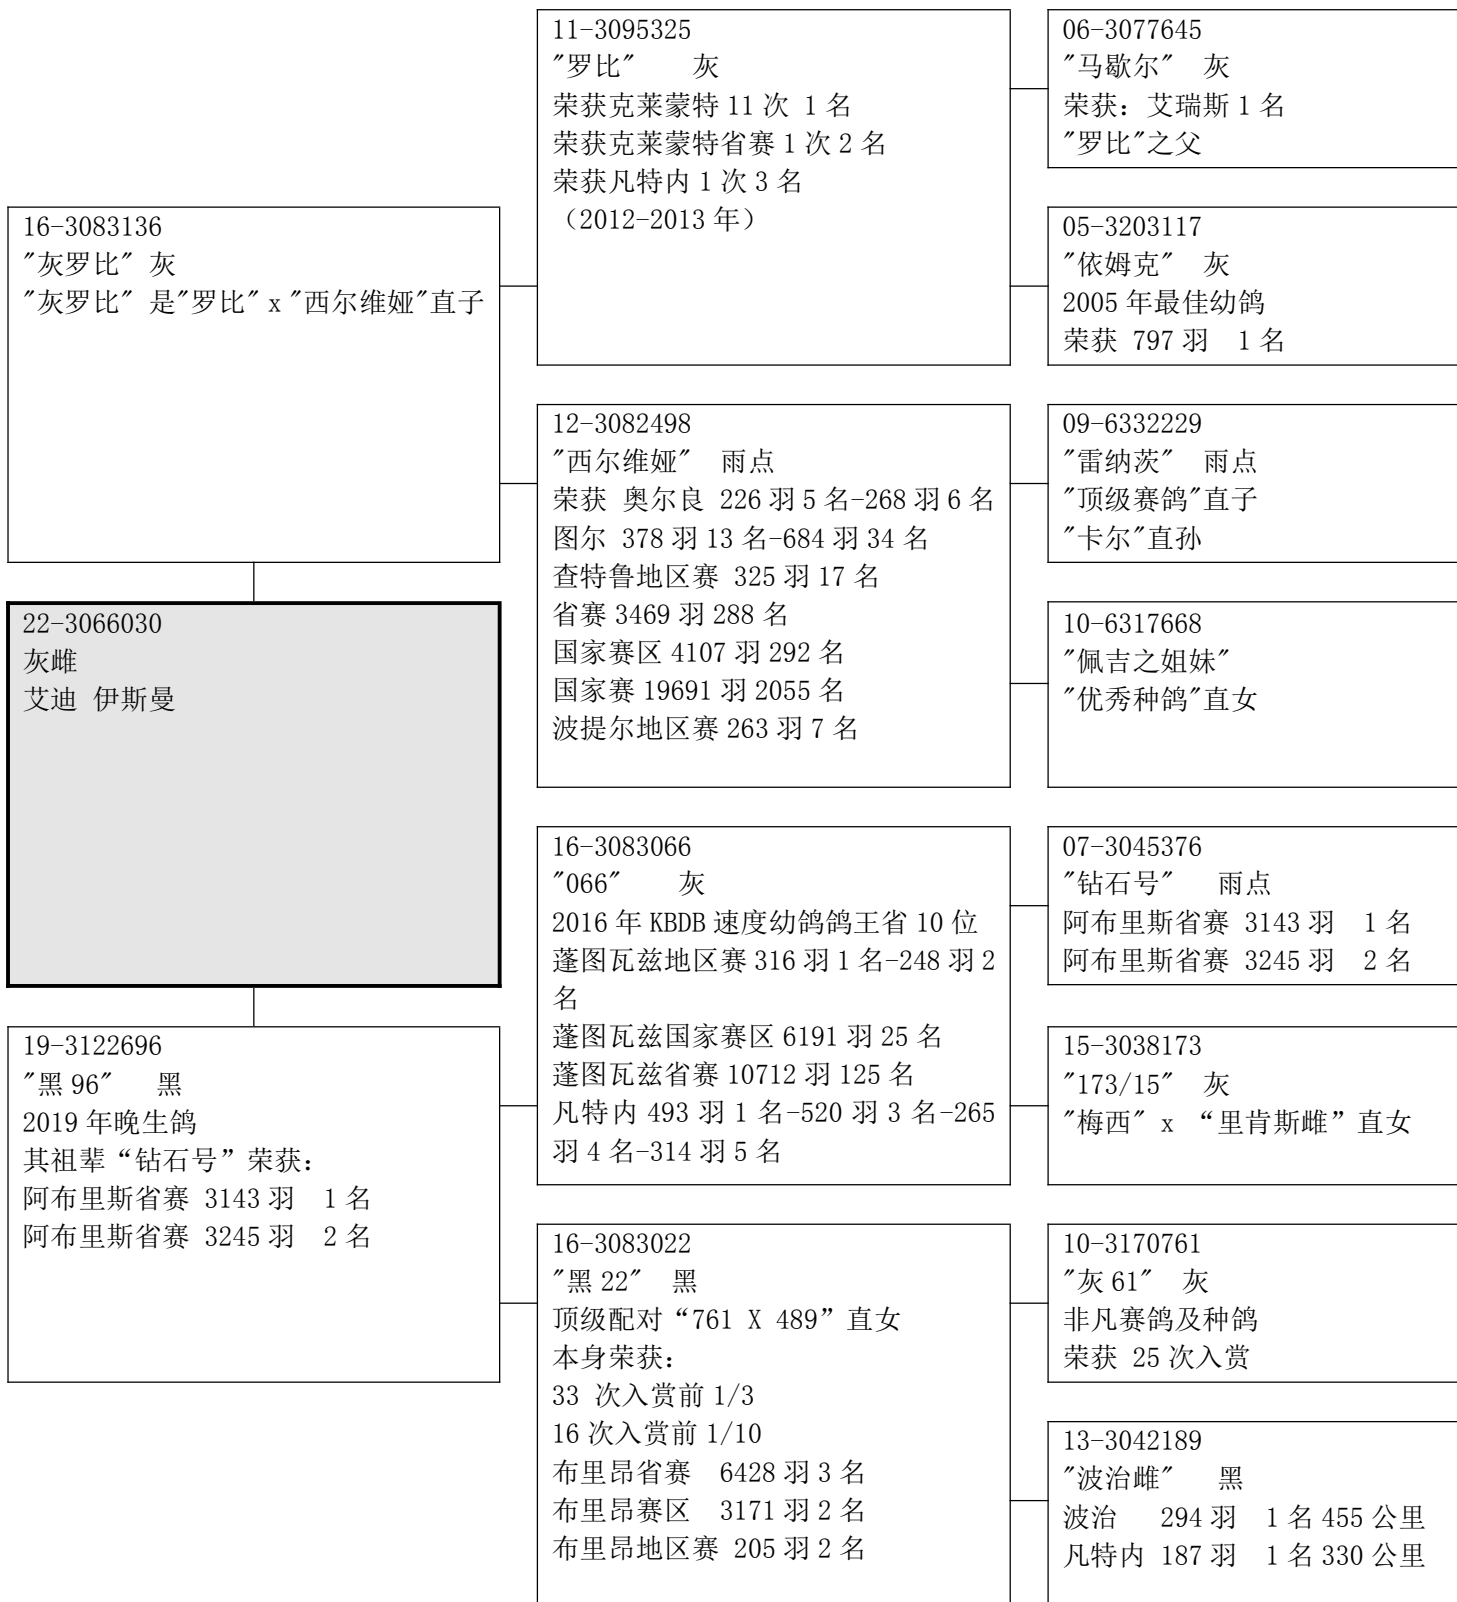 11-3095325
"罗比" 灰
荣获克莱蒙特 11 次 1 名
荣获克莱蒙特省赛 1 次 2 名
荣获凡特内 1 次 3 名
（2012-2013 年）
06-3077645
"马歇尔" 灰
荣获：艾瑞斯 1 名
"罗比"之父
16-3083136
"灰罗比" 灰
"灰罗比" 是"罗比" x "西尔维娅"直子
05-3203117
"依姆克" 灰
2005 年最佳幼鸽
荣获 797 羽 1 名
12-3082498
"西尔维娅" 雨点
荣获 奥尔良 226 羽 5 名-268 羽 6 名
图尔 378 羽 13 名-684 羽 34 名
查特鲁地区赛 325 羽 17 名
省赛 3469 羽 288 名
国家赛区 4107 羽 292 名
国家赛 19691 羽 2055 名
波提尔地区赛 263 羽 7 名
09-6332229
"雷纳茨" 雨点
"顶级赛鸽"直子
"卡尔"直孙
22-3066030
灰雌
艾迪 伊斯曼
10-6317668
"佩吉之姐妹"
"优秀种鸽"直女
16-3083066
"066" 灰
2016 年 KBDB 速度幼鸽鸽王省 10 位
蓬图瓦兹地区赛 316 羽 1 名-248 羽 2
名
蓬图瓦兹国家赛区 6191 羽 25 名
蓬图瓦兹省赛 10712 羽 125 名
凡特内 493 羽 1 名-520 羽 3 名-265
羽 4 名-314 羽 5 名
07-3045376
"钻石号" 雨点
阿布里斯省赛 3143 羽 1 名
阿布里斯省赛 3245 羽 2 名
19-3122696
"黑 96" 黑
2019 年晚生鸽
其祖辈“钻石号”荣获：
阿布里斯省赛 3143 羽 1 名
阿布里斯省赛 3245 羽 2 名
15-3038173
"173/15" 灰
"梅西" x “里肯斯雌”直女
16-3083022
"黑 22" 黑
顶级配对“761 X 489”直女
本身荣获：
33 次入赏前 1/3
16 次入赏前 1/10
布里昂省赛 6428 羽 3 名
布里昂赛区 3171 羽 2 名
布里昂地区赛 205 羽 2 名
10-3170761
"灰 61" 灰
非凡赛鸽及种鸽
荣获 25 次入赏
13-3042189
"波治雌" 黑
波治 294 羽 1 名 455 公里
凡特内 187 羽 1 名 330 公里